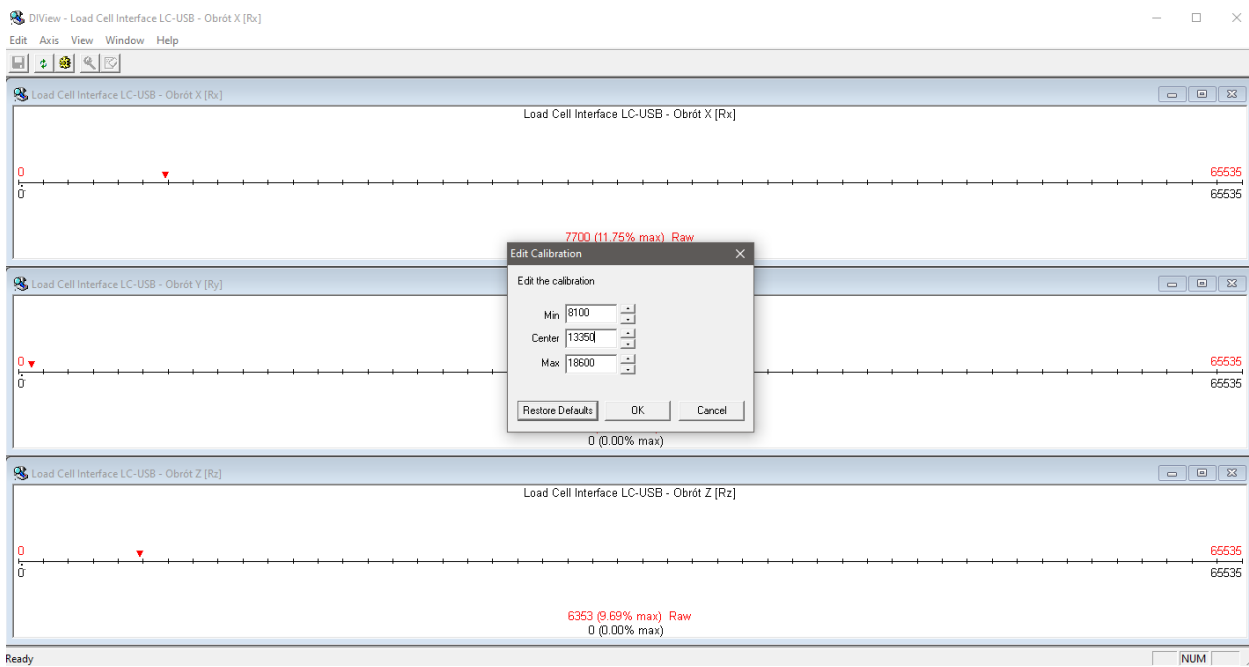 DIView - Load Cell Interface LC-USB - Obrót X [Rx]
Edit Axis View Window Help
Load Cell Interface LC-USB - Obrót X [Rx]
Load Cell Interface LC-USB - Obrót X [Rx]
0 65535
0 65535
7700 (11.75% max) Raw
Edit Calibration
Edit the calibration
Min 8100
Center 13350
Max 18600
Restore Defaults OK Cancel
Load Cell Interface LC-USB - Obrót Y [Ry]
0 65535
0 65535
0 (0.00% max)
Load Cell Interface LC-USB - Obrót Z [Rz]
Load Cell Interface LC-USB - Obrót Z [Rz]
0 65535
0 65535
6353 (9.69% max) Raw
0 (0.00% max)
Ready NUM